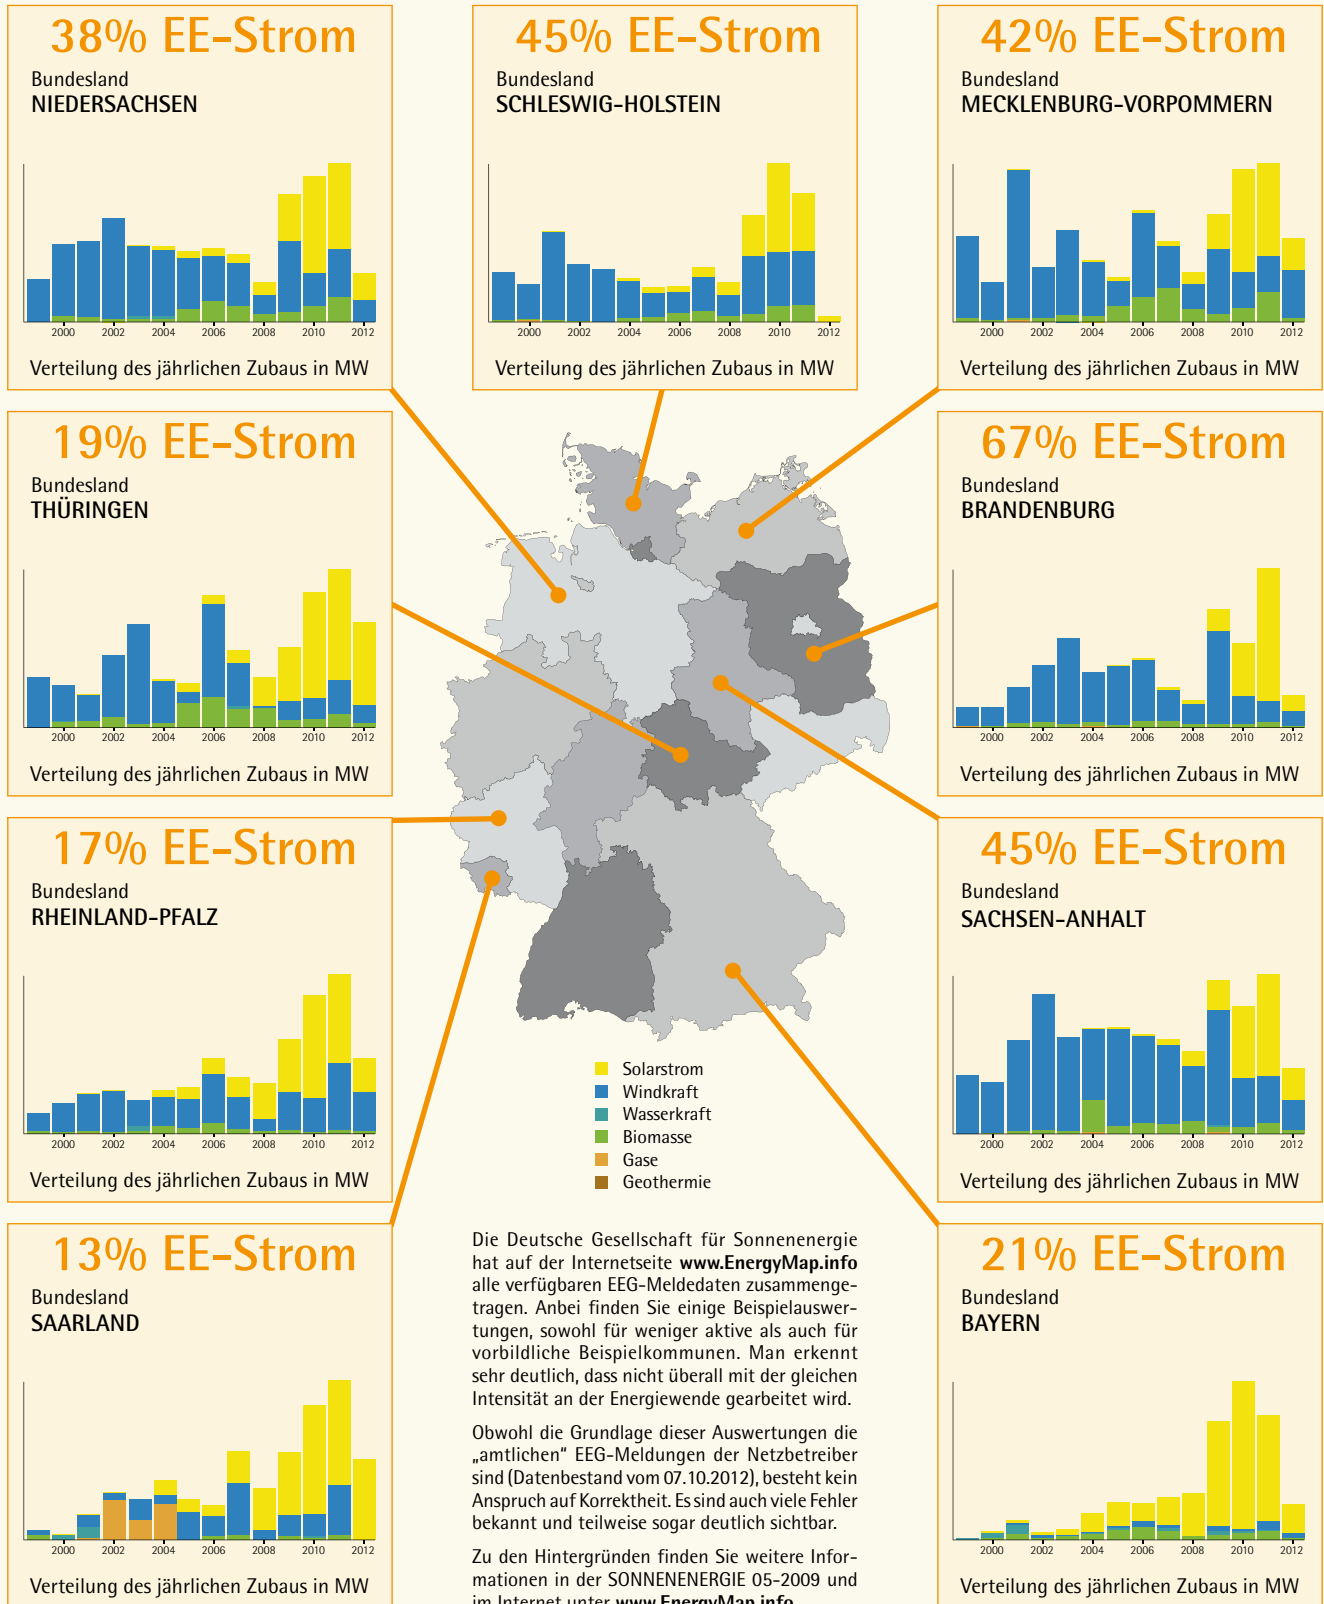 38% EE-Strom
Bundesland
NIEDERSACHSEN
2000 2002 2004 2006 2008 2010 2012
Verteilung des jährlichen Zubaus in MW
45% EE-Strom
Bundesland
SCHLESWIG-HOLSTEIN
2000 2002 2004 2006 2008 2010 2012
Verteilung des jährlichen Zubaus in MW
42% EE-Strom
Bundesland
MECKLENBURG-VORPOMMERN
2000 2002 2004 2006 2008 2010 2012
Verteilung des jährlichen Zubaus in MW
19% EE-Strom
Bundesland
THÜRINGEN
2000 2002 2004 2006 2008 2010 2012
Verteilung des jährlichen Zubaus in MW
67% EE-Strom
Bundesland
BRANDENBURG
2000 2002 2004 2006 2008 2010 2012
Verteilung des jährlichen Zubaus in MW
17% EE-Strom
Bundesland
RHEINLAND-PFALZ
2000 2002 2004 2006 2008 2010 2012
Verteilung des jährlichen Zubaus in MW
45% EE-Strom
Bundesland
SACHSEN-ANHALT
2000 2002 2004 2006 2008 2010 2012
Verteilung des jährlichen Zubaus in MW
Solarstrom
Windkraft
Wasserkraft
Biomasse
Gase
Geothermie
13% EE-Strom
Bundesland
SAARLAND
2000 2002 2004 2006 2008 2010 2012
Verteilung des jährlichen Zubaus in MW
Die Deutsche Gesellschaft für Sonnenenergie
hat auf der Internetseite www.EnergyMap.info
alle verfügbaren EEG-Meldedaten zusammenge-
tragen. Anbei finden Sie einige Beispielauswer-
tungen, sowohl für weniger aktive als auch für
vorbildliche Beispielkommunen. Man erkennt
sehr deutlich, dass nicht überall mit der gleichen
Intensität an der Energiewende gearbeitet wird.
Obwohl die Grundlage dieser Auswertungen die
„amtlichen" EEG-Meldungen der Netzbetreiber
sind (Datenbestand vom 07.10.2012), besteht kein
Anspruch auf Korrektheit. Es sind auch viele Fehler
bekannt und teilweise sogar deutlich sichtbar.
Zu den Hintergründen finden Sie weitere Infor-
mationen in der SONNENENERGIE 05-2009 und
im Internet unter www.EnergyMap.info
21% EE-Strom
Bundesland
BAYERN
2000 2002 2004 2006 2008 2010 2012
Verteilung des jährlichen Zubaus in MW